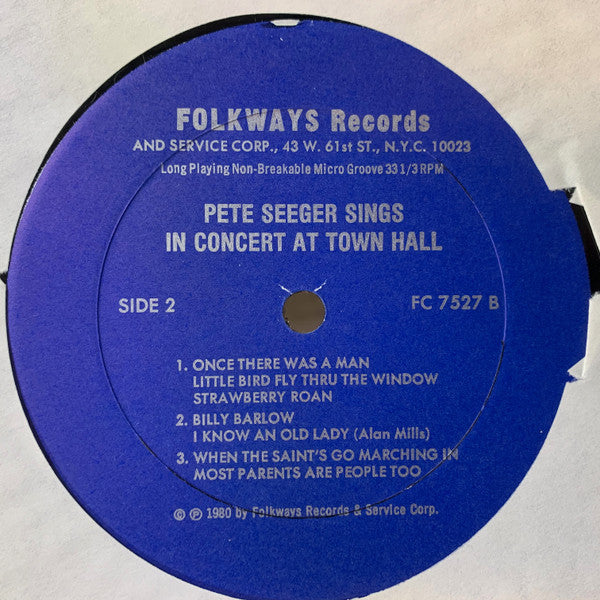 FOLKWAYS Records
AND SERVICE CORP., 43 W. 61st ST., N.Y.C. 10023
Long Playing Non-Breakable Micro Groove 33 1/3 RPM
PETE SEEGER SINGS
IN CONCERT AT TOWN HALL
SIDE 2
FC 7527 B
1. ONCE THERE WAS A MAN
LITTLE BIRD FLY THRU THE WINDOW
STRAWBERRY ROAN
2. BILLY BARLOW
I KNOW AN OLD LADY (Alan Mills)
3. WHEN THE SAINT'S GO MARCHING IN
MOST PARENTS ARE PEOPLE TOO
© ℗ 1980 by Folkways Records & Service Corp.